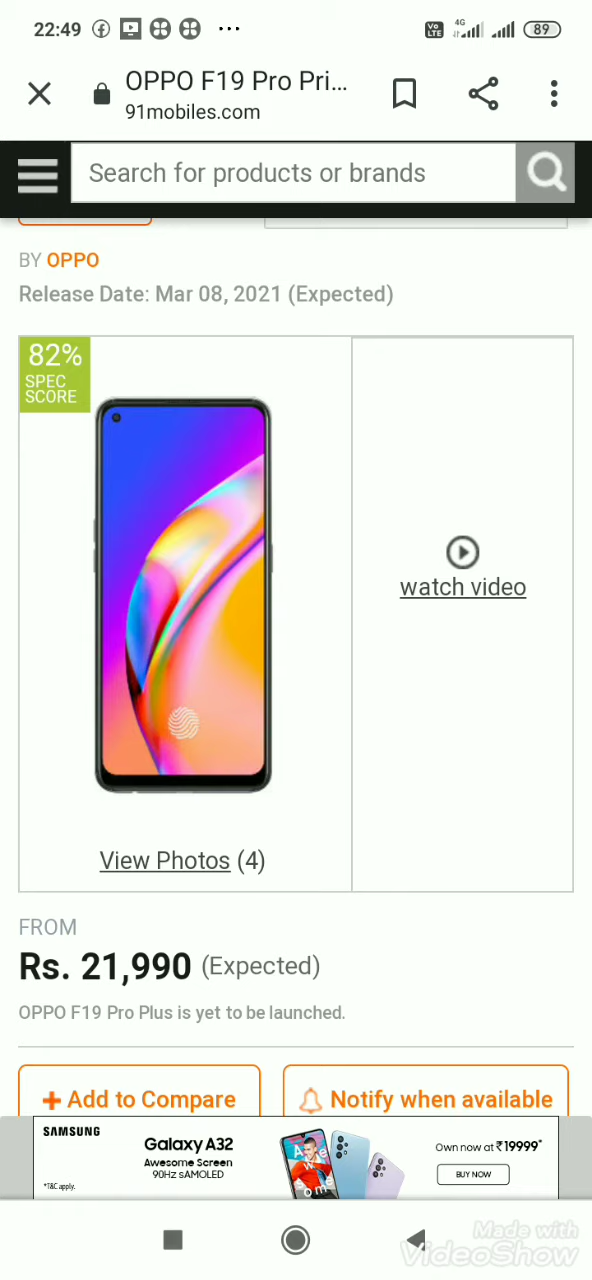 22:49
Vo LTE 4G 89
OPPO F19 Pro Pri...
91mobiles.com
Search for products or brands
BY OPPO
Release Date: Mar 08, 2021 (Expected)
82%
SPEC
SCORE
watch video
View Photos (4)
FROM
Rs. 21,990 (Expected)
OPPO F19 Pro Plus is yet to be launched.
+ Add to Compare
Notify when available
SAMSUNG
Galaxy A32
Awesome Screen
90Hz sAMOLED
*T&C apply.
Own now at ₹19999*
BUY NOW
Made with
VideoShow